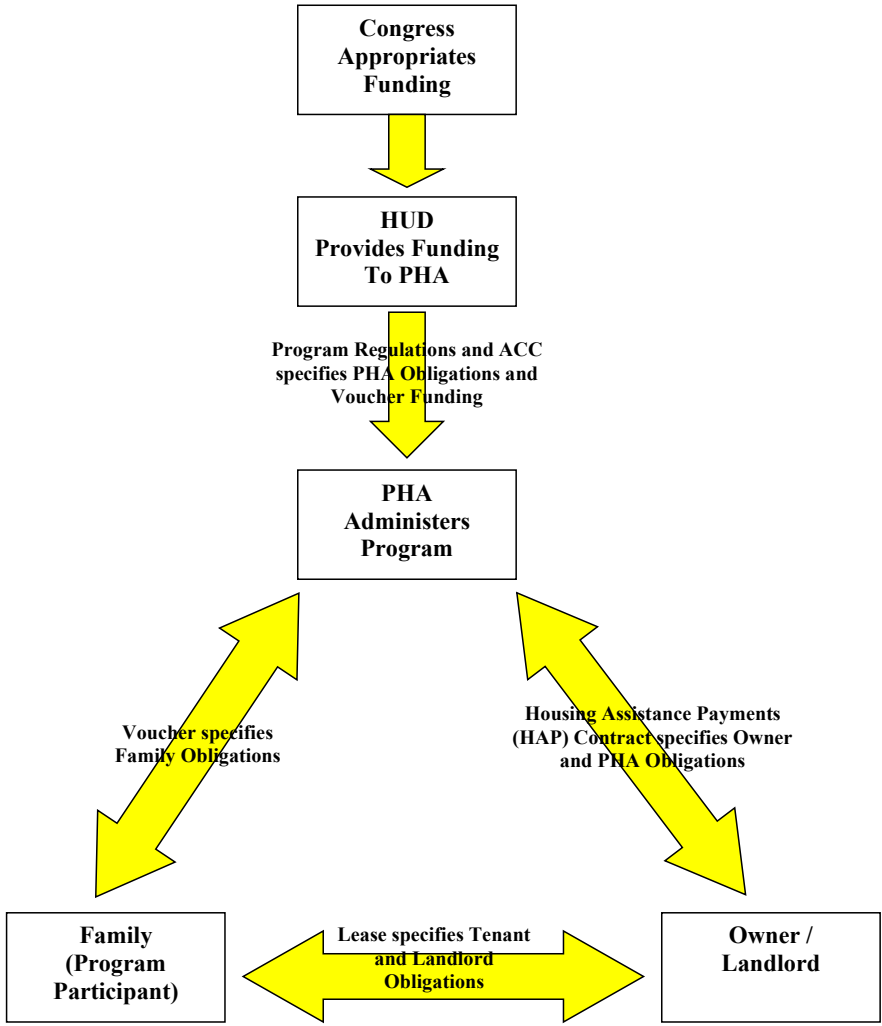 Congress
Appropriates
Funding
HUD
Provides Funding
To PHA
Program Regulations and ACC
specifies PHA Obligations and
Voucher Funding
PHA
Administers
Program
Voucher specifies
Family Obligations
Housing Assistance Payments
(HAP) Contract specifies Owner
and PHA Obligations
Family
(Program
Participant)
Lease specifies Tenant
and Landlord
Obligations
Owner /
Landlord